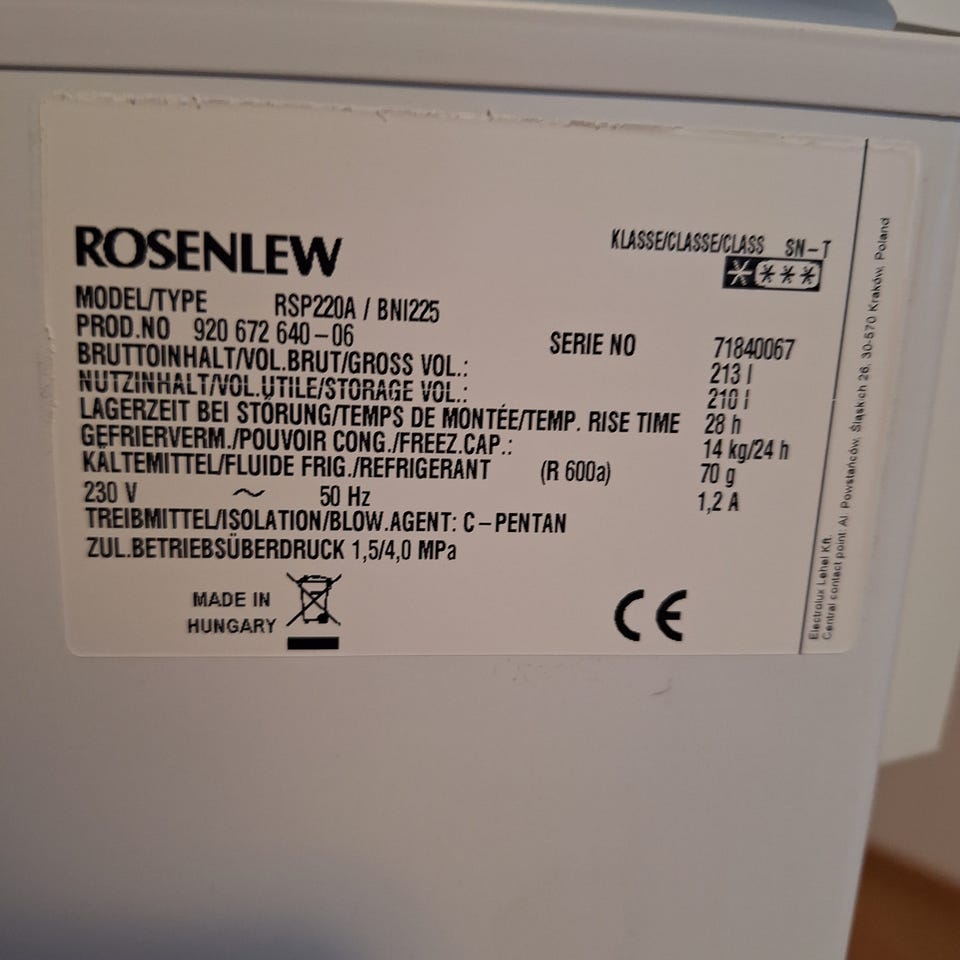 ROSENLEW
KLASSE/CLASSE/CLASS SN-T
MODEL/TYPE RSP220A / BNI225
PROD.NO 920 672 640-06
SERIE NO 71840067
BRUTTOINHALT/VOL.BRUT/GROSS VOL.: 213 l
NUTZINHALT/VOL.UTILE/STORAGE VOL.: 210 l
LAGERZEIT BEI STÖRUNG/TEMPS DE MONTÉE/TEMP. RISE TIME 28 h
GEFRIERVERM./POUVOIR CONG./FREEZ.CAP.: 14 kg/24 h
KÄLTEMITTEL/FLUIDE FRIG./REFRIGERANT (R 600a) 70 g
230 V ~ 50 Hz 1,2 A
TREIBMITTEL/ISOLATION/BLOW.AGENT: C-PENTAN
ZUL.BETRIEBSÜBERDRUCK 1,5/4,0 MPa
MADE IN
HUNGARY
CE
Electrolux Lehel Kft.
Central contact point: Al. Powstańców. Śląskich 26, 30-570 Kraków, Poland